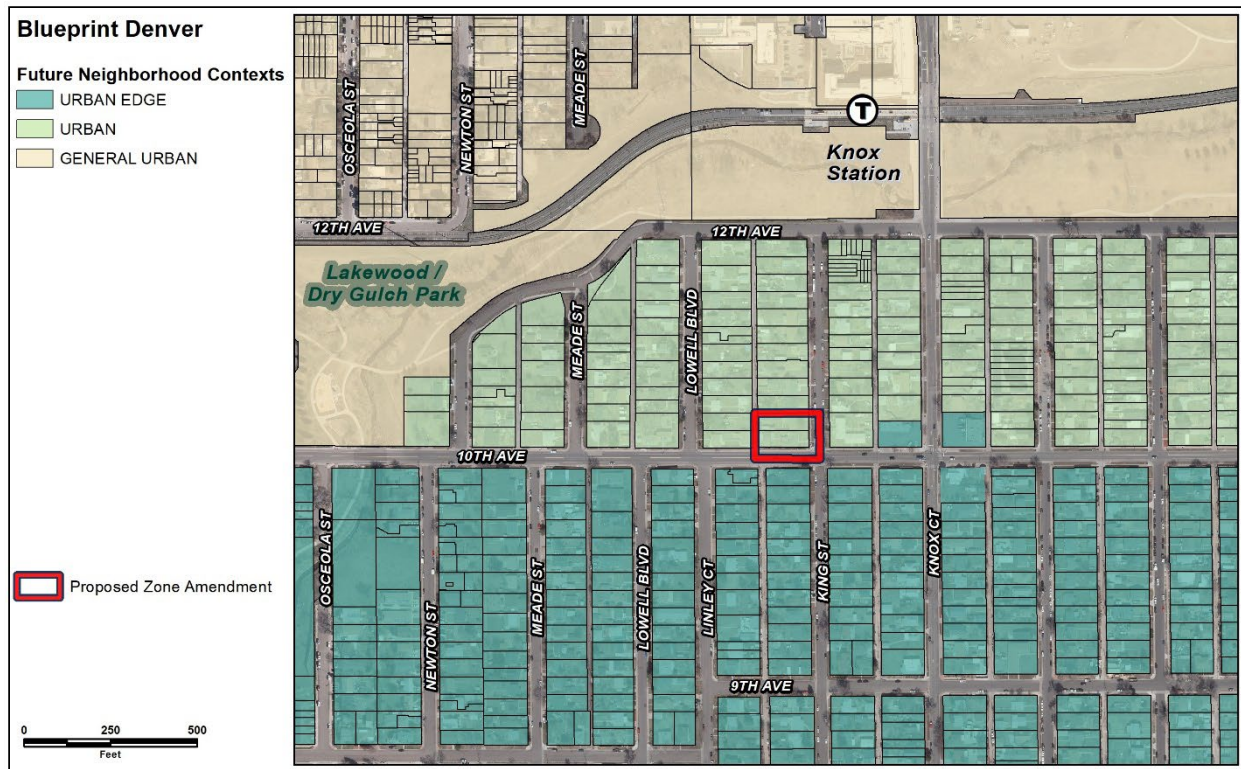 Blueprint Denver
Future Neighborhood Contexts
URBAN EDGE
URBAN
GENERAL URBAN
Proposed Zone Amendment
0 250 500
Feet
OSCEOLA ST
NEWTON ST
MEADE ST
T
Knox
Station
12TH AVE
12TH AVE
Lakewood /
Dry Gulch Park
MEADE ST
LOWELL BLVD
10TH AVE
OSCEOLA ST
NEWTON ST
MEADE ST
LOWELL BLVD
LINLEY CT
KING ST
KNOX CT
9TH AVE